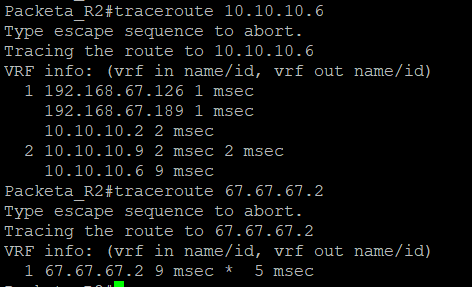 Packeta_R2#traceroute 10.10.10.6
Type escape sequence to abort.
Tracing the route to 10.10.10.6
VRF info: (vrf in name/id, vrf out name/id)
  1 192.168.67.126 1 msec
    192.168.67.189 1 msec
    10.10.10.2 2 msec
  2 10.10.10.9 2 msec 2 msec
    10.10.10.6 9 msec
Packeta_R2#traceroute 67.67.67.2
Type escape sequence to abort.
Tracing the route to 67.67.67.2
VRF info: (vrf in name/id, vrf out name/id)
  1 67.67.67.2 9 msec *  5 msec
Packeta_R2#